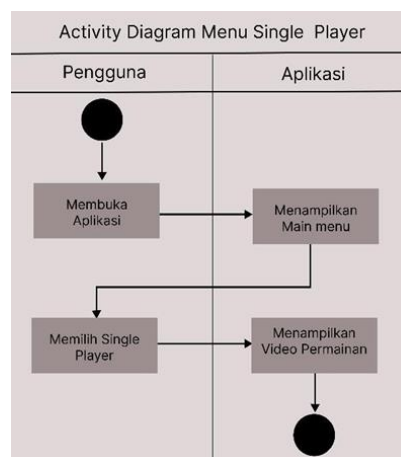 Activity Diagram Menu Single Player
Pengguna
Aplikasi
Membuka
Aplikasi
Menampilkan
Main menu
Memilih Single
Player
Menampilkan
Video Permainan